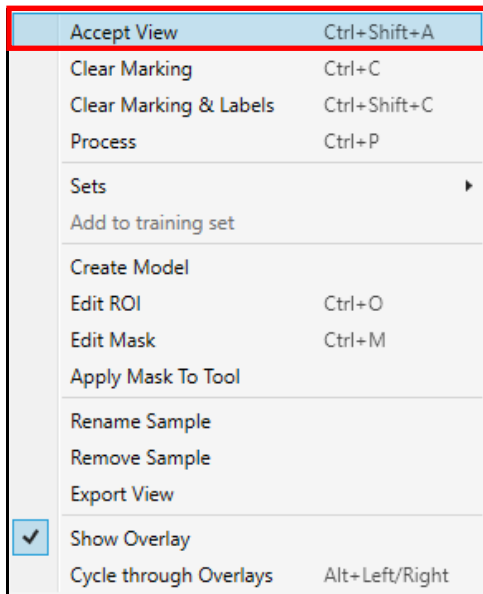 Accept View Ctrl+Shift+A
Clear Marking Ctrl+C
Clear Marking & Labels Ctrl+Shift+C
Process Ctrl+P
Sets
Add to training set
Create Model
Edit ROI Ctrl+O
Edit Mask Ctrl+M
Apply Mask To Tool
Rename Sample
Remove Sample
Export View
Show Overlay
Cycle through Overlays Alt+Left/Right